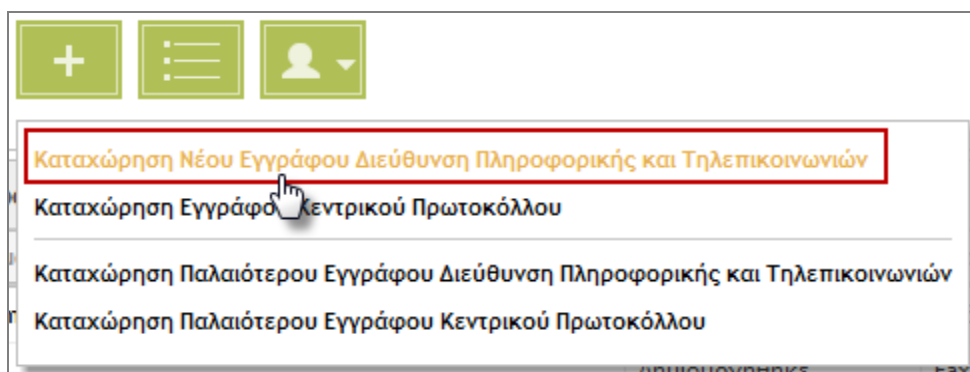 Καταχώρηση Νέου Εγγράφου Διεύθυνση Πληροφορικής και Τηλεπικοινωνιών
Καταχώρηση Εγγράφου Κεντρικού Πρωτοκόλλου
Καταχώρηση Παλαιότερου Εγγράφου Διεύθυνση Πληροφορικής και Τηλεπικοινωνιών
Καταχώρηση Παλαιότερου Εγγράφου Κεντρικού Πρωτοκόλλου